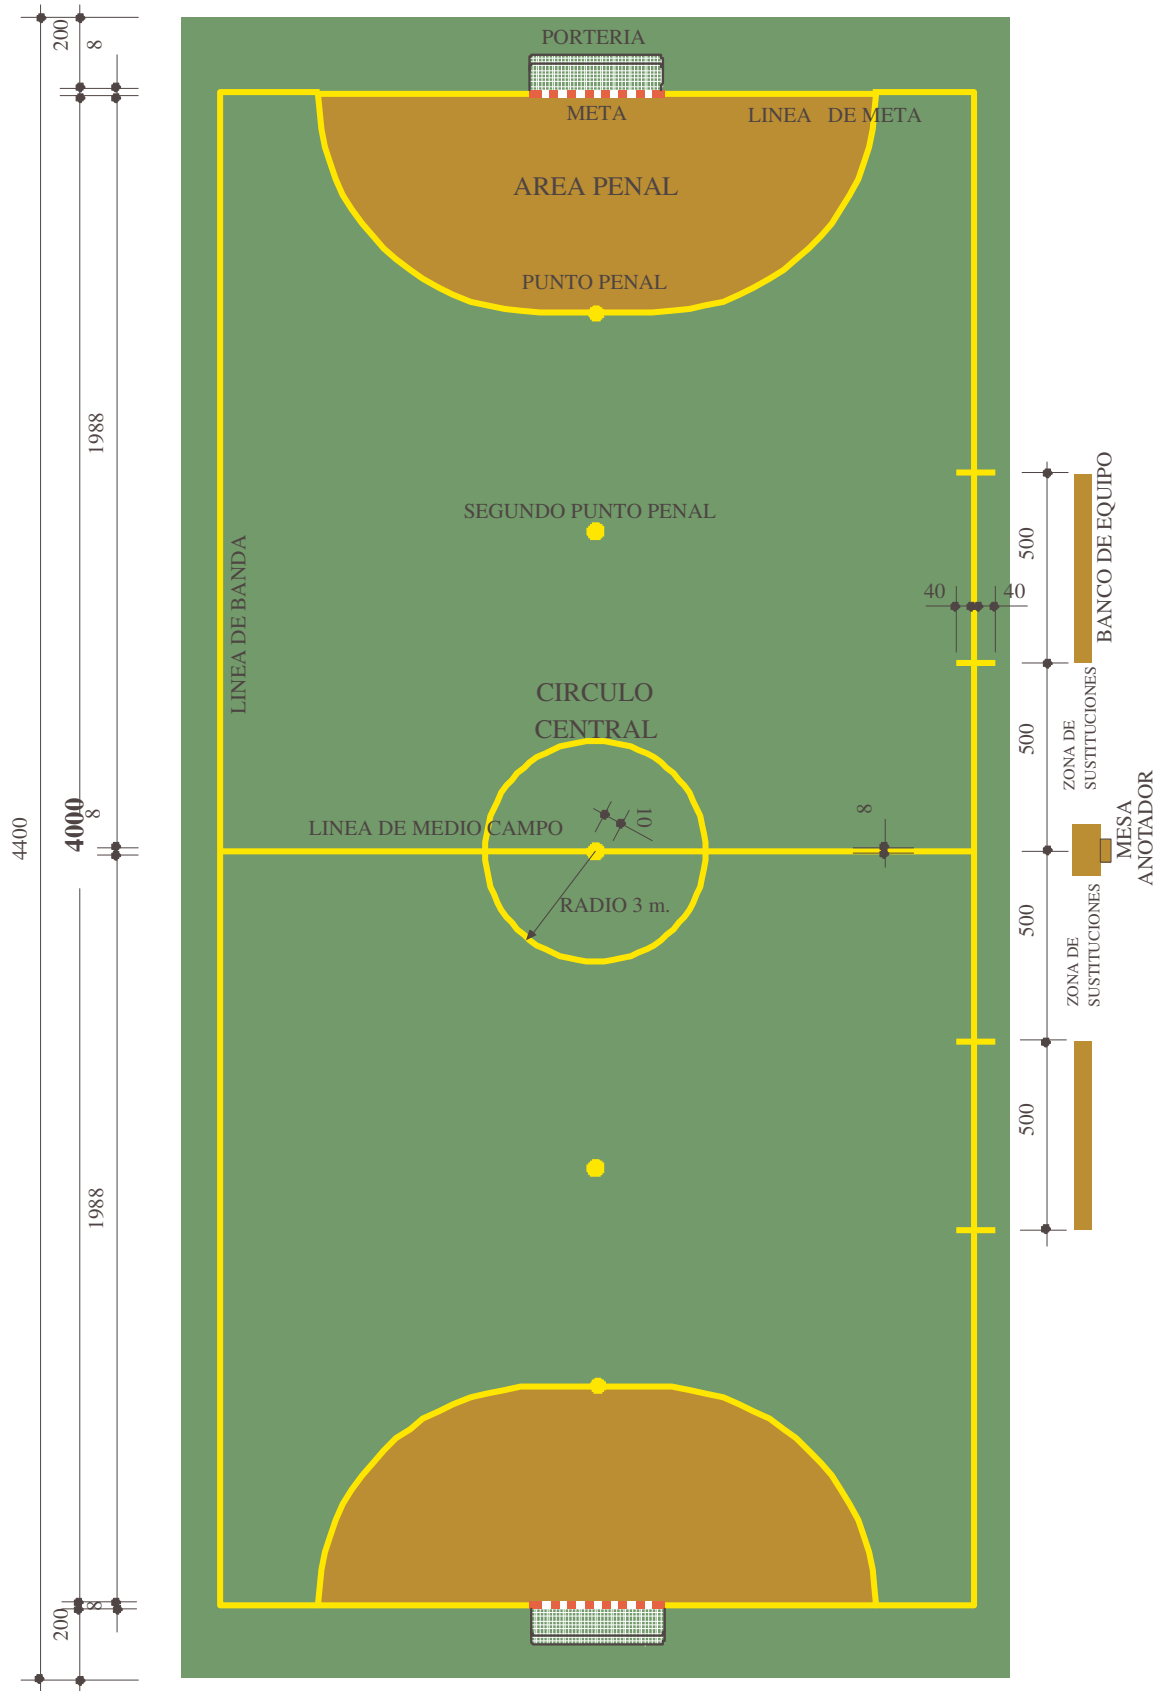 200
8
PORTERIA
META
LINEA DE META
AREA PENAL
PUNTO PENAL
1988
SEGUNDO PUNTO PENAL
LINEA DE BANDA
500
BANCO DE EQUIPO
40
40
CIRCULO
CENTRAL
500
ZONA DE
SUSTITUCIONES
4400
4000
8
LINEA DE MEDIO CAMPO
10
8
MESA
ANOTADOR
RADIO 3 m.
500
ZONA DE
SUSTITUCIONES
500
1988
200
8